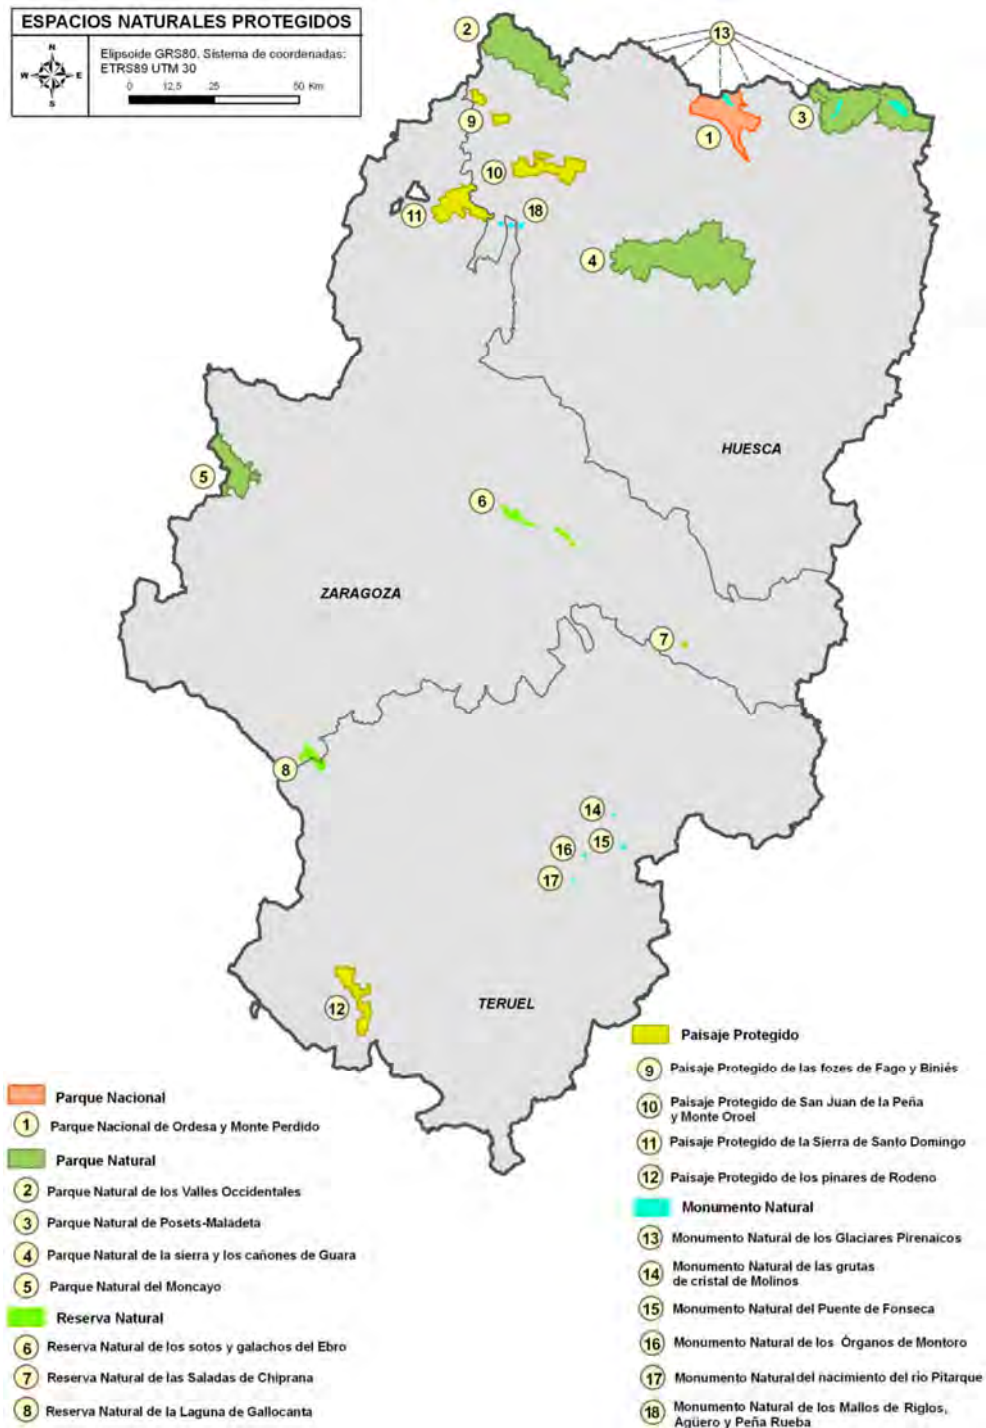 ESPACIOS NATURALES PROTEGIDOS
N
W E
S
Elipsoide GRS80. Sistema de coordenadas:
ETRS89 UTM 30
0 12,5 25 50 Km
2
13
9
1
3
10
11
18
4
HUESCA
5
6
ZARAGOZA
7
8
14
15
16
17
12
TERUEL
Parque Nacional
1 Parque Nacional de Ordesa y Monte Perdido
Parque Natural
2 Parque Natural de los Valles Occidentales
3 Parque Natural de Posets-Maladeta
4 Parque Natural de la sierra y los cañones de Guara
5 Parque Natural del Moncayo
Reserva Natural
6 Reserva Natural de los sotos y galachos del Ebro
7 Reserva Natural de las Saladas de Chiprana
8 Reserva Natural de la Laguna de Gallocanta
Paisaje Protegido
9 Paisaje Protegido de las fozes de Fago y Biniés
10 Paisaje Protegido de San Juan de la Peña
y Monte Oroel
11 Paisaje Protegido de la Sierra de Santo Domingo
12 Paisaje Protegido de los pinares de Rodeno
Monumento Natural
13 Monumento Natural de los Glaciares Pirenaicos
14 Monumento Natural de las grutas
de cristal de Molinos
15 Monumento Natural del Puente de Fonseca
16 Monumento Natural de los Órganos de Montoro
17 Monumento Natural del nacimiento del río Pitarque
18 Monumento Natural de los Mallos de Riglos,
Agüero y Peña Rueba